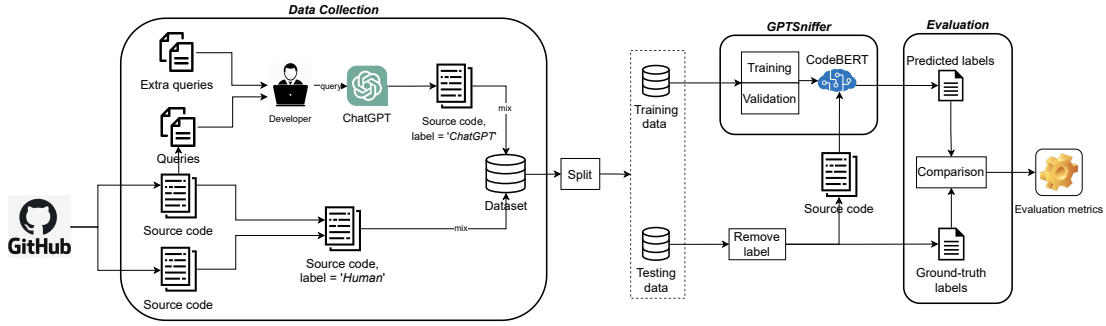 Data Collection
GPTSniffer
Evaluation
Extra queries
Developer
query
ChatGPT
Source code,
label = 'ChatGPT'
mix
Queries
Source code
Source code
GitHub
Source code,
label = 'Human'
mix
Dataset
Split
Training
data
Testing
data
Training
Validation
CodeBERT
Source code
Remove
label
Predicted labels
Comparison
Ground-truth
labels
Evaluation metrics